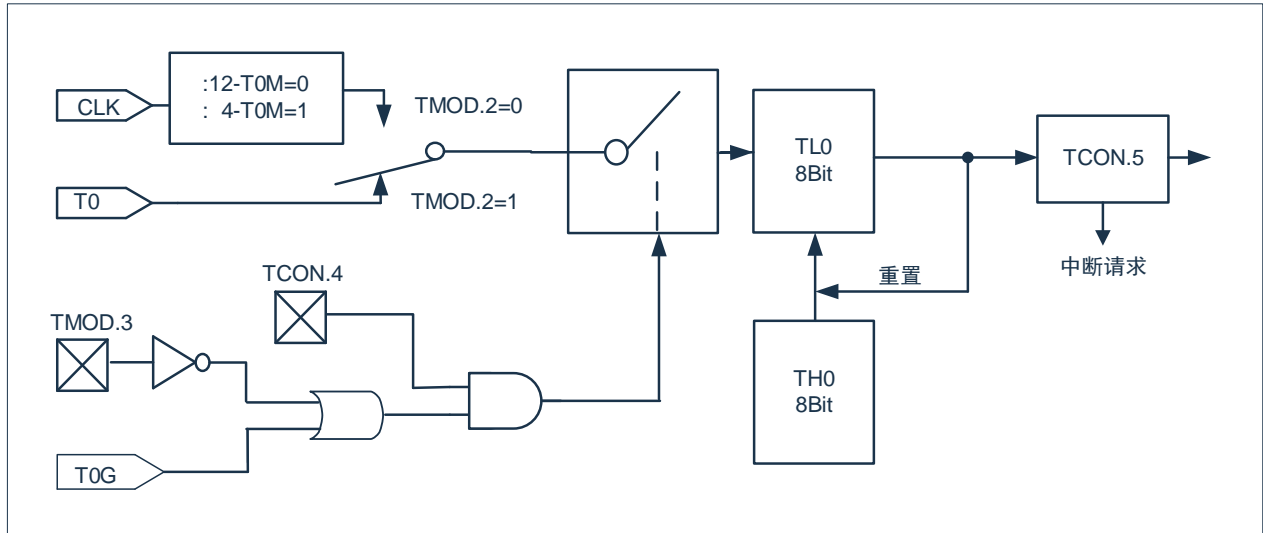 CLK
:12-T0M=0
: 4-T0M=1
TMOD.2=0
T0
TMOD.2=1
TL0
8Bit
TCON.5
中断请求
重置
TCON.4
TMOD.3
TH0
8Bit
T0G